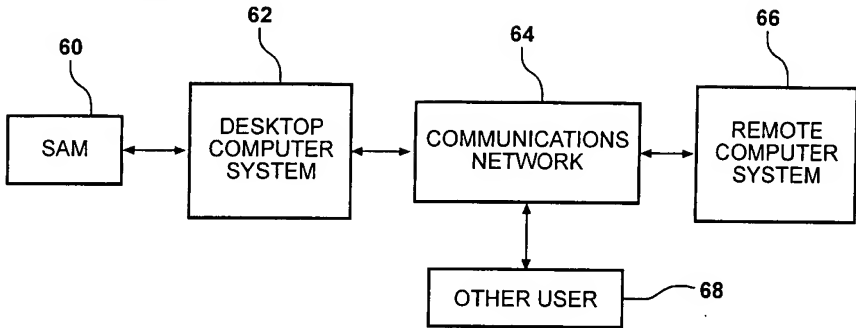 60
62
64
66
SAM
DESKTOP
COMPUTER
SYSTEM
COMMUNICATIONS
NETWORK
REMOTE
COMPUTER
SYSTEM
OTHER USER
68